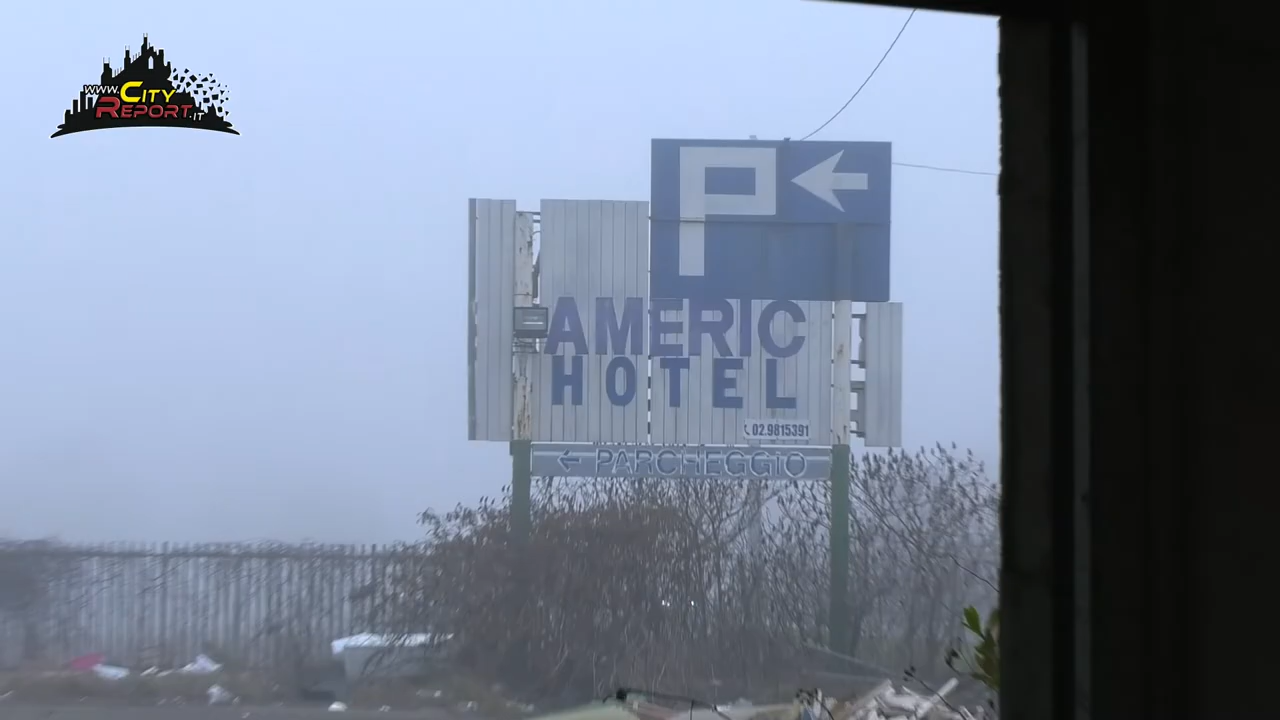 www.CITY
REPORT.IT
P
AMERIC
HOTEL
02.9815391
← PARCHEGGIO